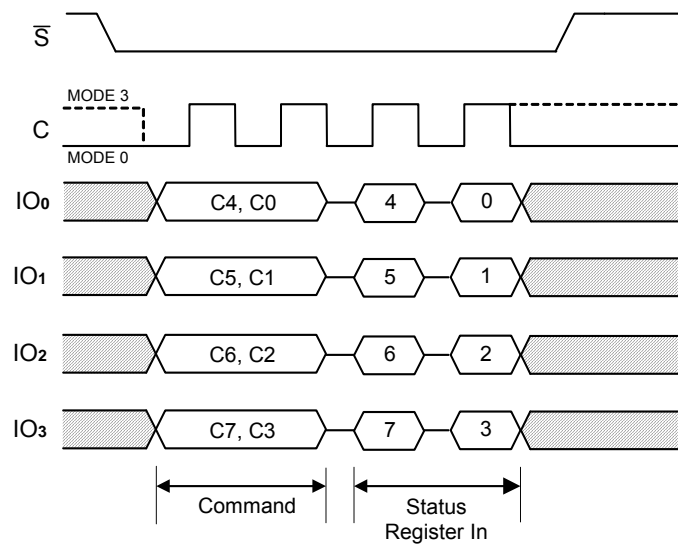 S̅
MODE 3
C
MODE 0
IO0 C4, C0 4 0
IO1 C5, C1 5 1
IO2 C6, C2 6 2
IO3 C7, C3 7 3
Command Status
Register In